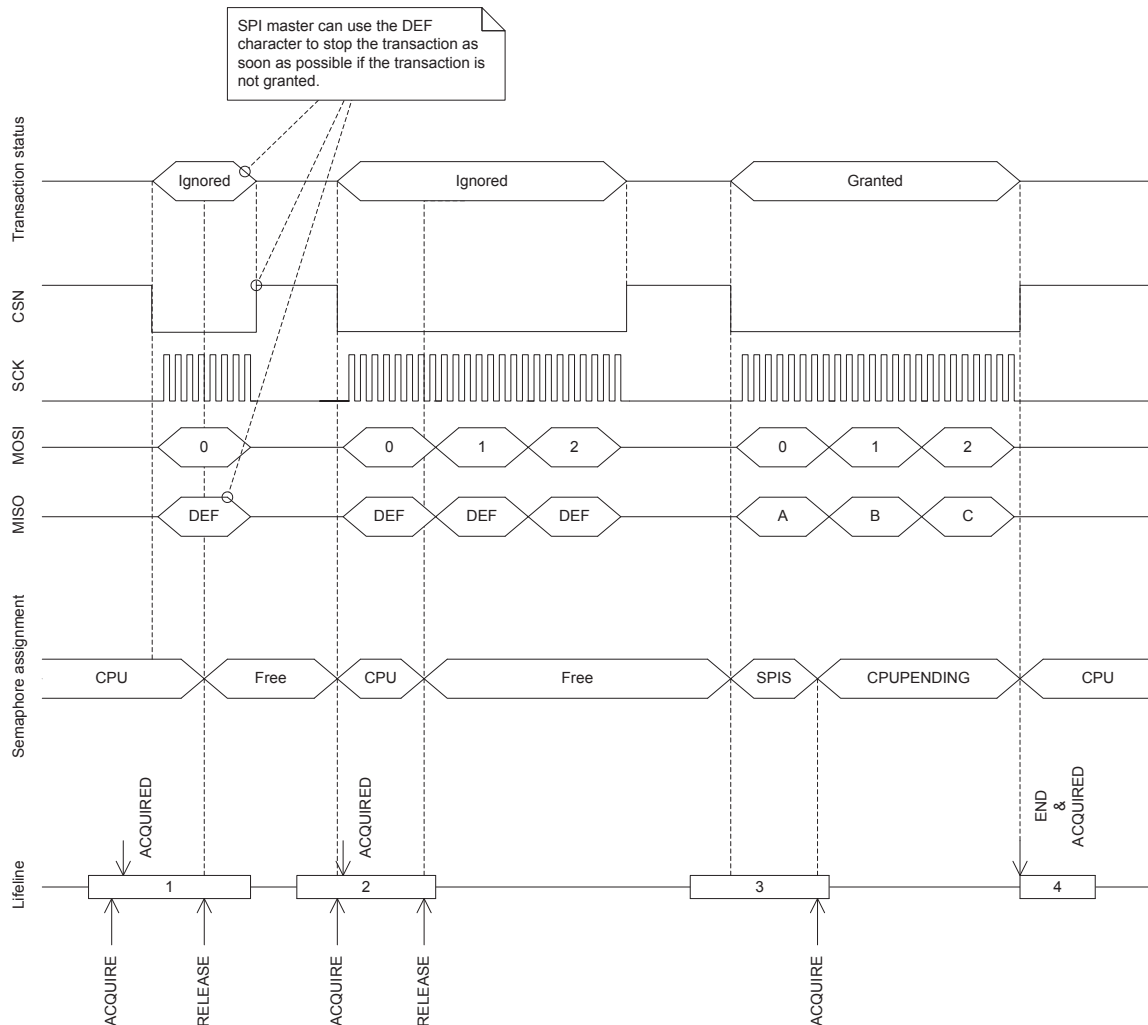 SPI master can use the DEF
character to stop the transaction as
soon as possible if the transaction is
not granted.
Transaction status
Ignored
Ignored
Granted
CSN
SCK
MOSI
0
0
1
2
0
1
2
MISO
DEF
DEF
DEF
DEF
A
B
C
Semaphore assignment
CPU
Free
CPU
Free
SPIS
CPUPENDING
CPU
ACQUIRED
ACQUIRED
END
&
ACQUIRED
Lifeline
1
2
3
4
ACQUIRE
RELEASE
ACQUIRE
RELEASE
ACQUIRE